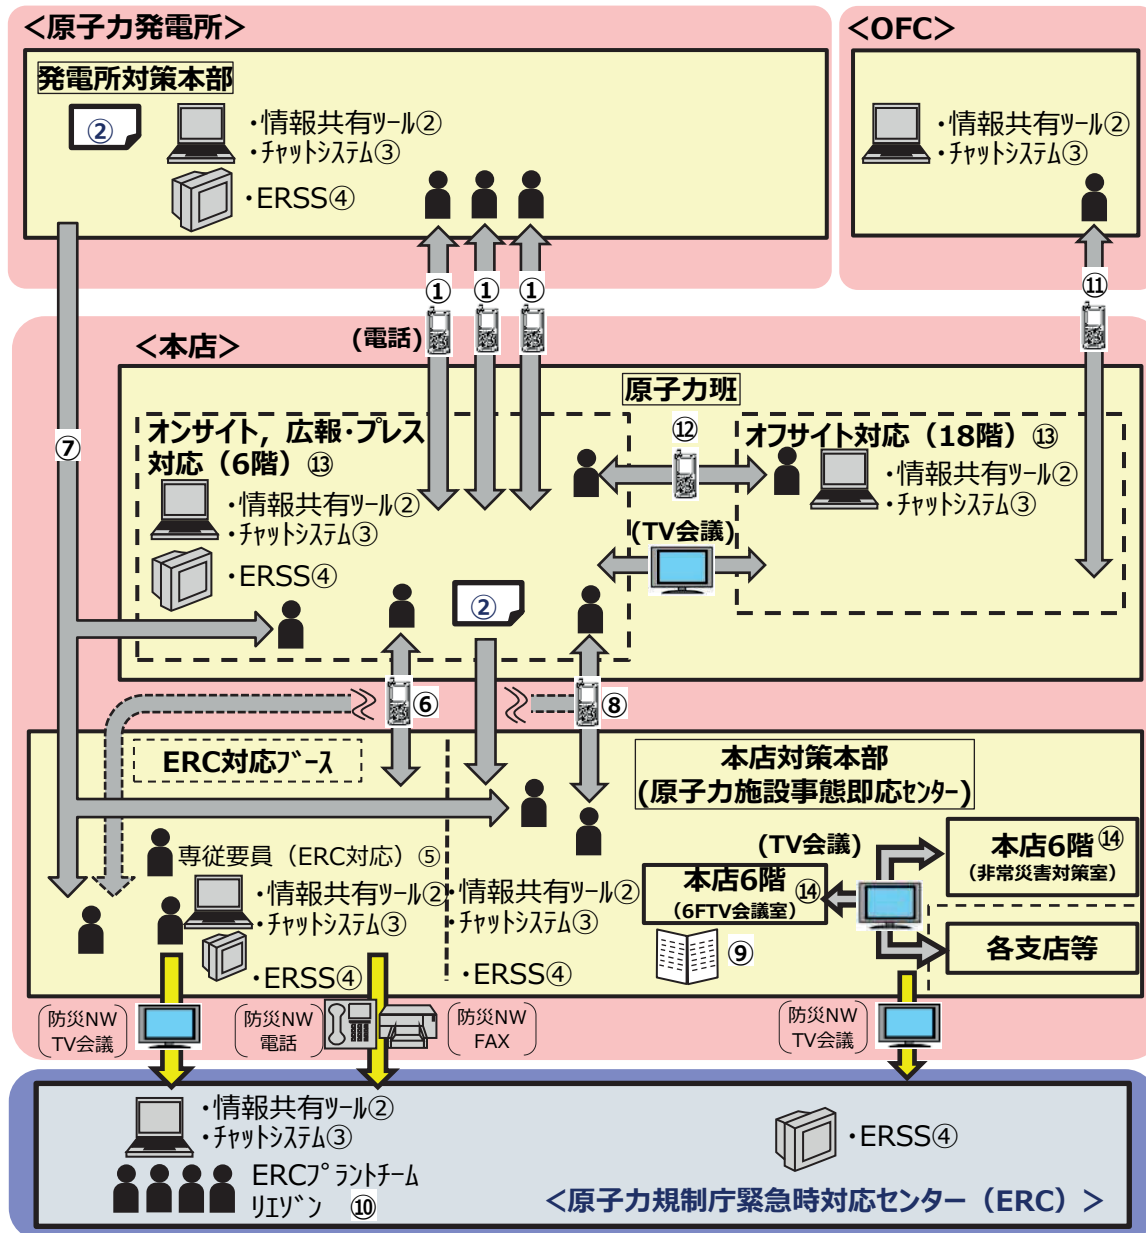 ＜原子力発電所＞
発電所対策本部
②
・情報共有ﾂｰﾙ②
・ﾁｬｯﾄｼｽﾃﾑ③
・ERSS④
＜OFC＞
・情報共有ﾂｰﾙ②
・ﾁｬｯﾄｼｽﾃﾑ③
①
①
①
⑪
(電話)
＜本店＞
原子力班
⑦
オンサイト，広報・プレス
対応（6階）⑬
・情報共有ﾂｰﾙ②
・ﾁｬｯﾄｼｽﾃﾑ③
・ERSS④
⑫
(TV会議)
オフサイト対応（18階）⑬
・情報共有ﾂｰﾙ②
・ﾁｬｯﾄｼｽﾃﾑ③
②
⑥
⑧
ERC対応ﾌﾞｰｽ
専従要員（ERC対応）⑤
・情報共有ﾂｰﾙ②
・ﾁｬｯﾄｼｽﾃﾑ③
・ERSS④
・情報共有ﾂｰﾙ②
・ﾁｬｯﾄｼｽﾃﾑ③
・ERSS④
本店対策本部
(原子力施設事態即応ｾﾝﾀｰ)
(TV会議)
本店6階⑭
(6FTV会議室)
⑨
本店6階⑭
(非常災害対策室)
各支店等
防災NW
TV会議
防災NW
電話
防災NW
FAX
防災NW
TV会議
・情報共有ﾂｰﾙ②
・ﾁｬｯﾄｼｽﾃﾑ③
ERCﾌﾟﾗﾝﾄﾁｰﾑ
ﾘｴｿﾞﾝ ⑩
・ERSS④
＜原子力規制庁緊急時対応センター（ERC）＞